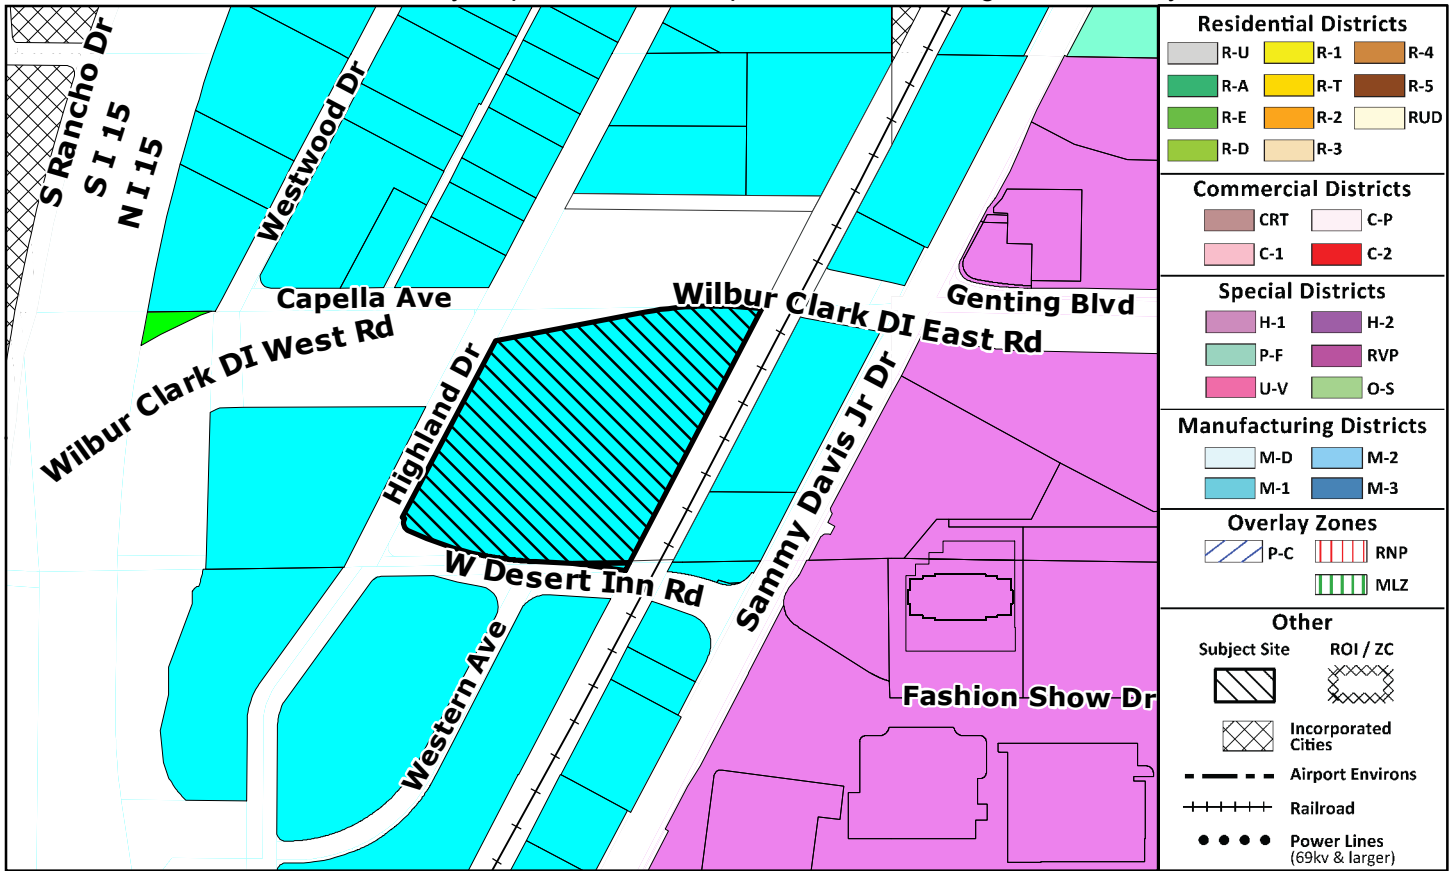 S Rancho Dr
S I 15
N I 15
Westwood Dr
Capella Ave
Wilbur Clark DI West Rd
Wilbur Clark DI East Rd
Genting Blvd
Highland Dr
Sammy Davis Jr Dr
W Desert Inn Rd
Western Ave
Fashion Show Dr
Residential Districts
R-U R-1 R-4
R-A R-T R-5
R-E R-2 RUD
R-D R-3
Commercial Districts
CRT C-P
C-1 C-2
Special Districts
H-1 H-2
P-F RVP
U-V O-S
Manufacturing Districts
M-D M-2
M-1 M-3
Overlay Zones
P-C RNP
MLZ
Other
Subject Site ROI / ZC
Incorporated
Cities
Airport Environs
Railroad
Power Lines
(69kv & larger)